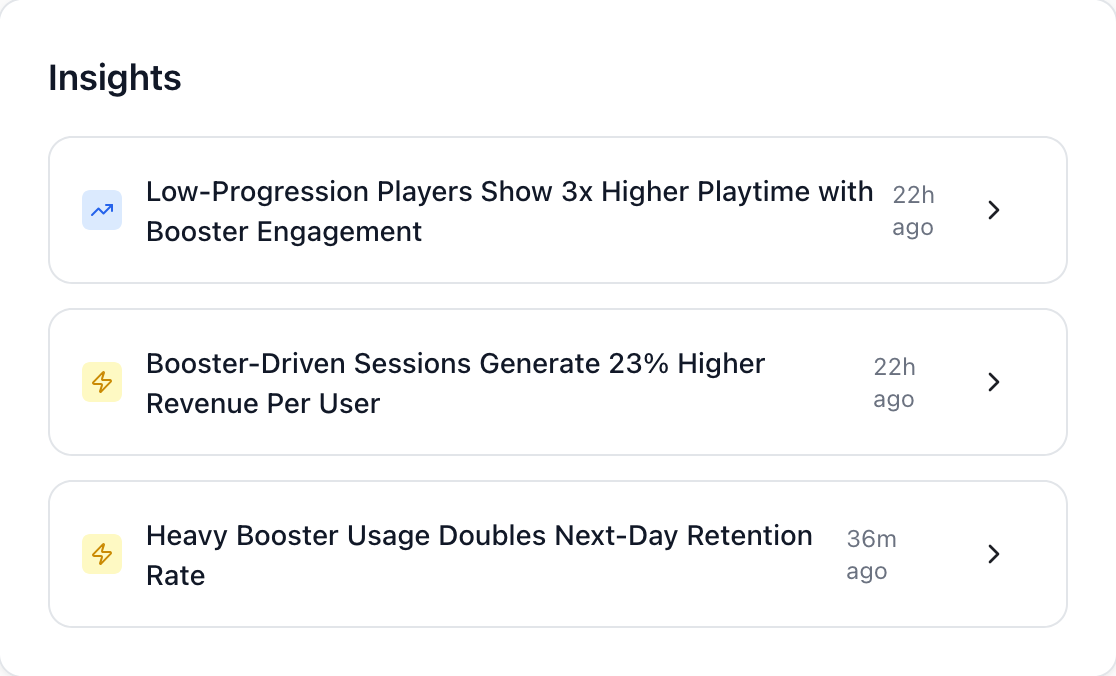 Insights
Low-Progression Players Show 3x Higher Playtime with
Booster Engagement
22h
ago
Booster-Driven Sessions Generate 23% Higher
Revenue Per User
22h
ago
Heavy Booster Usage Doubles Next-Day Retention
Rate
36m
ago